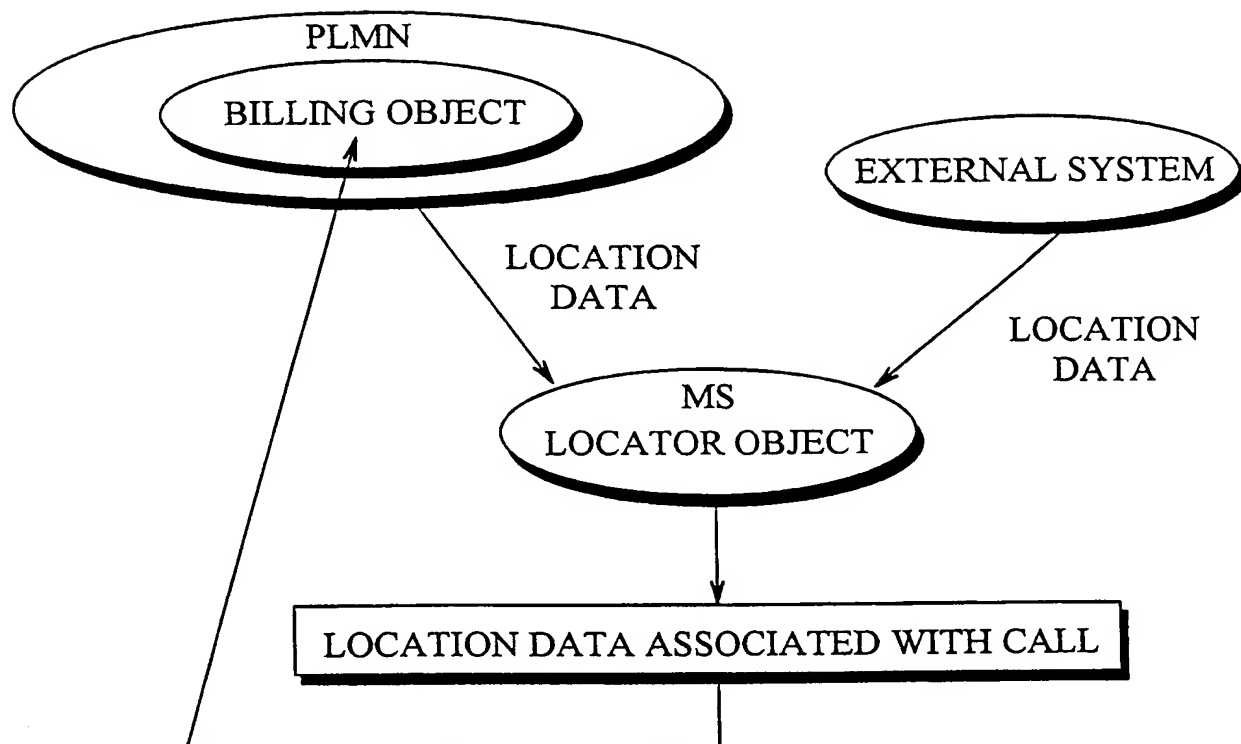 PLMN
BILLING OBJECT
EXTERNAL SYSTEM
LOCATION
DATA
LOCATION
DATA
MS
LOCATOR OBJECT
LOCATION DATA ASSOCIATED WITH CALL